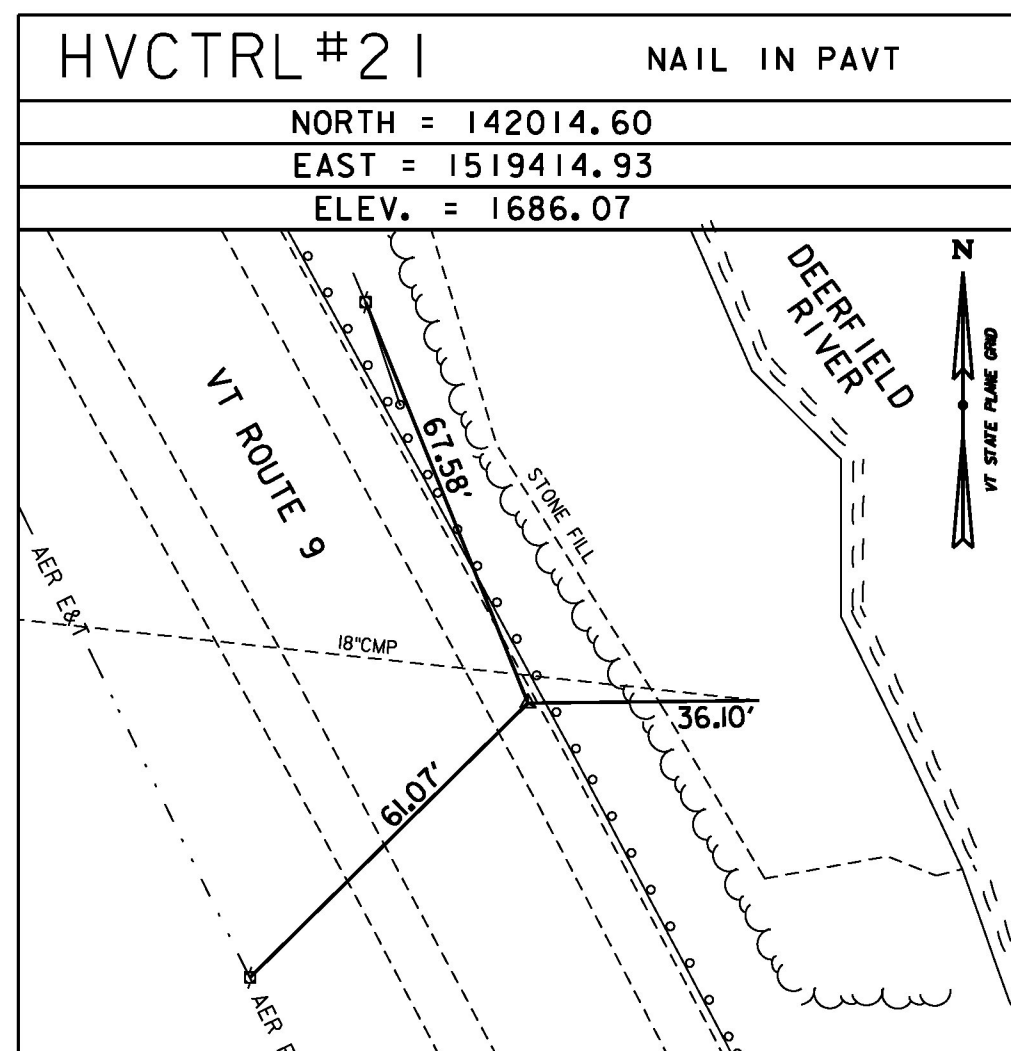 HVCTRL #21
NAIL IN PAVT
NORTH = 142014.60
EAST = 1519414.93
ELEV. = 1686.07
N
VT STATE PLANE GRID
DEERFIELD
RIVER
VT ROUTE 9
67.58'
STONE FILL
AER E&T
18"CMP
36.10'
61.07'
AER